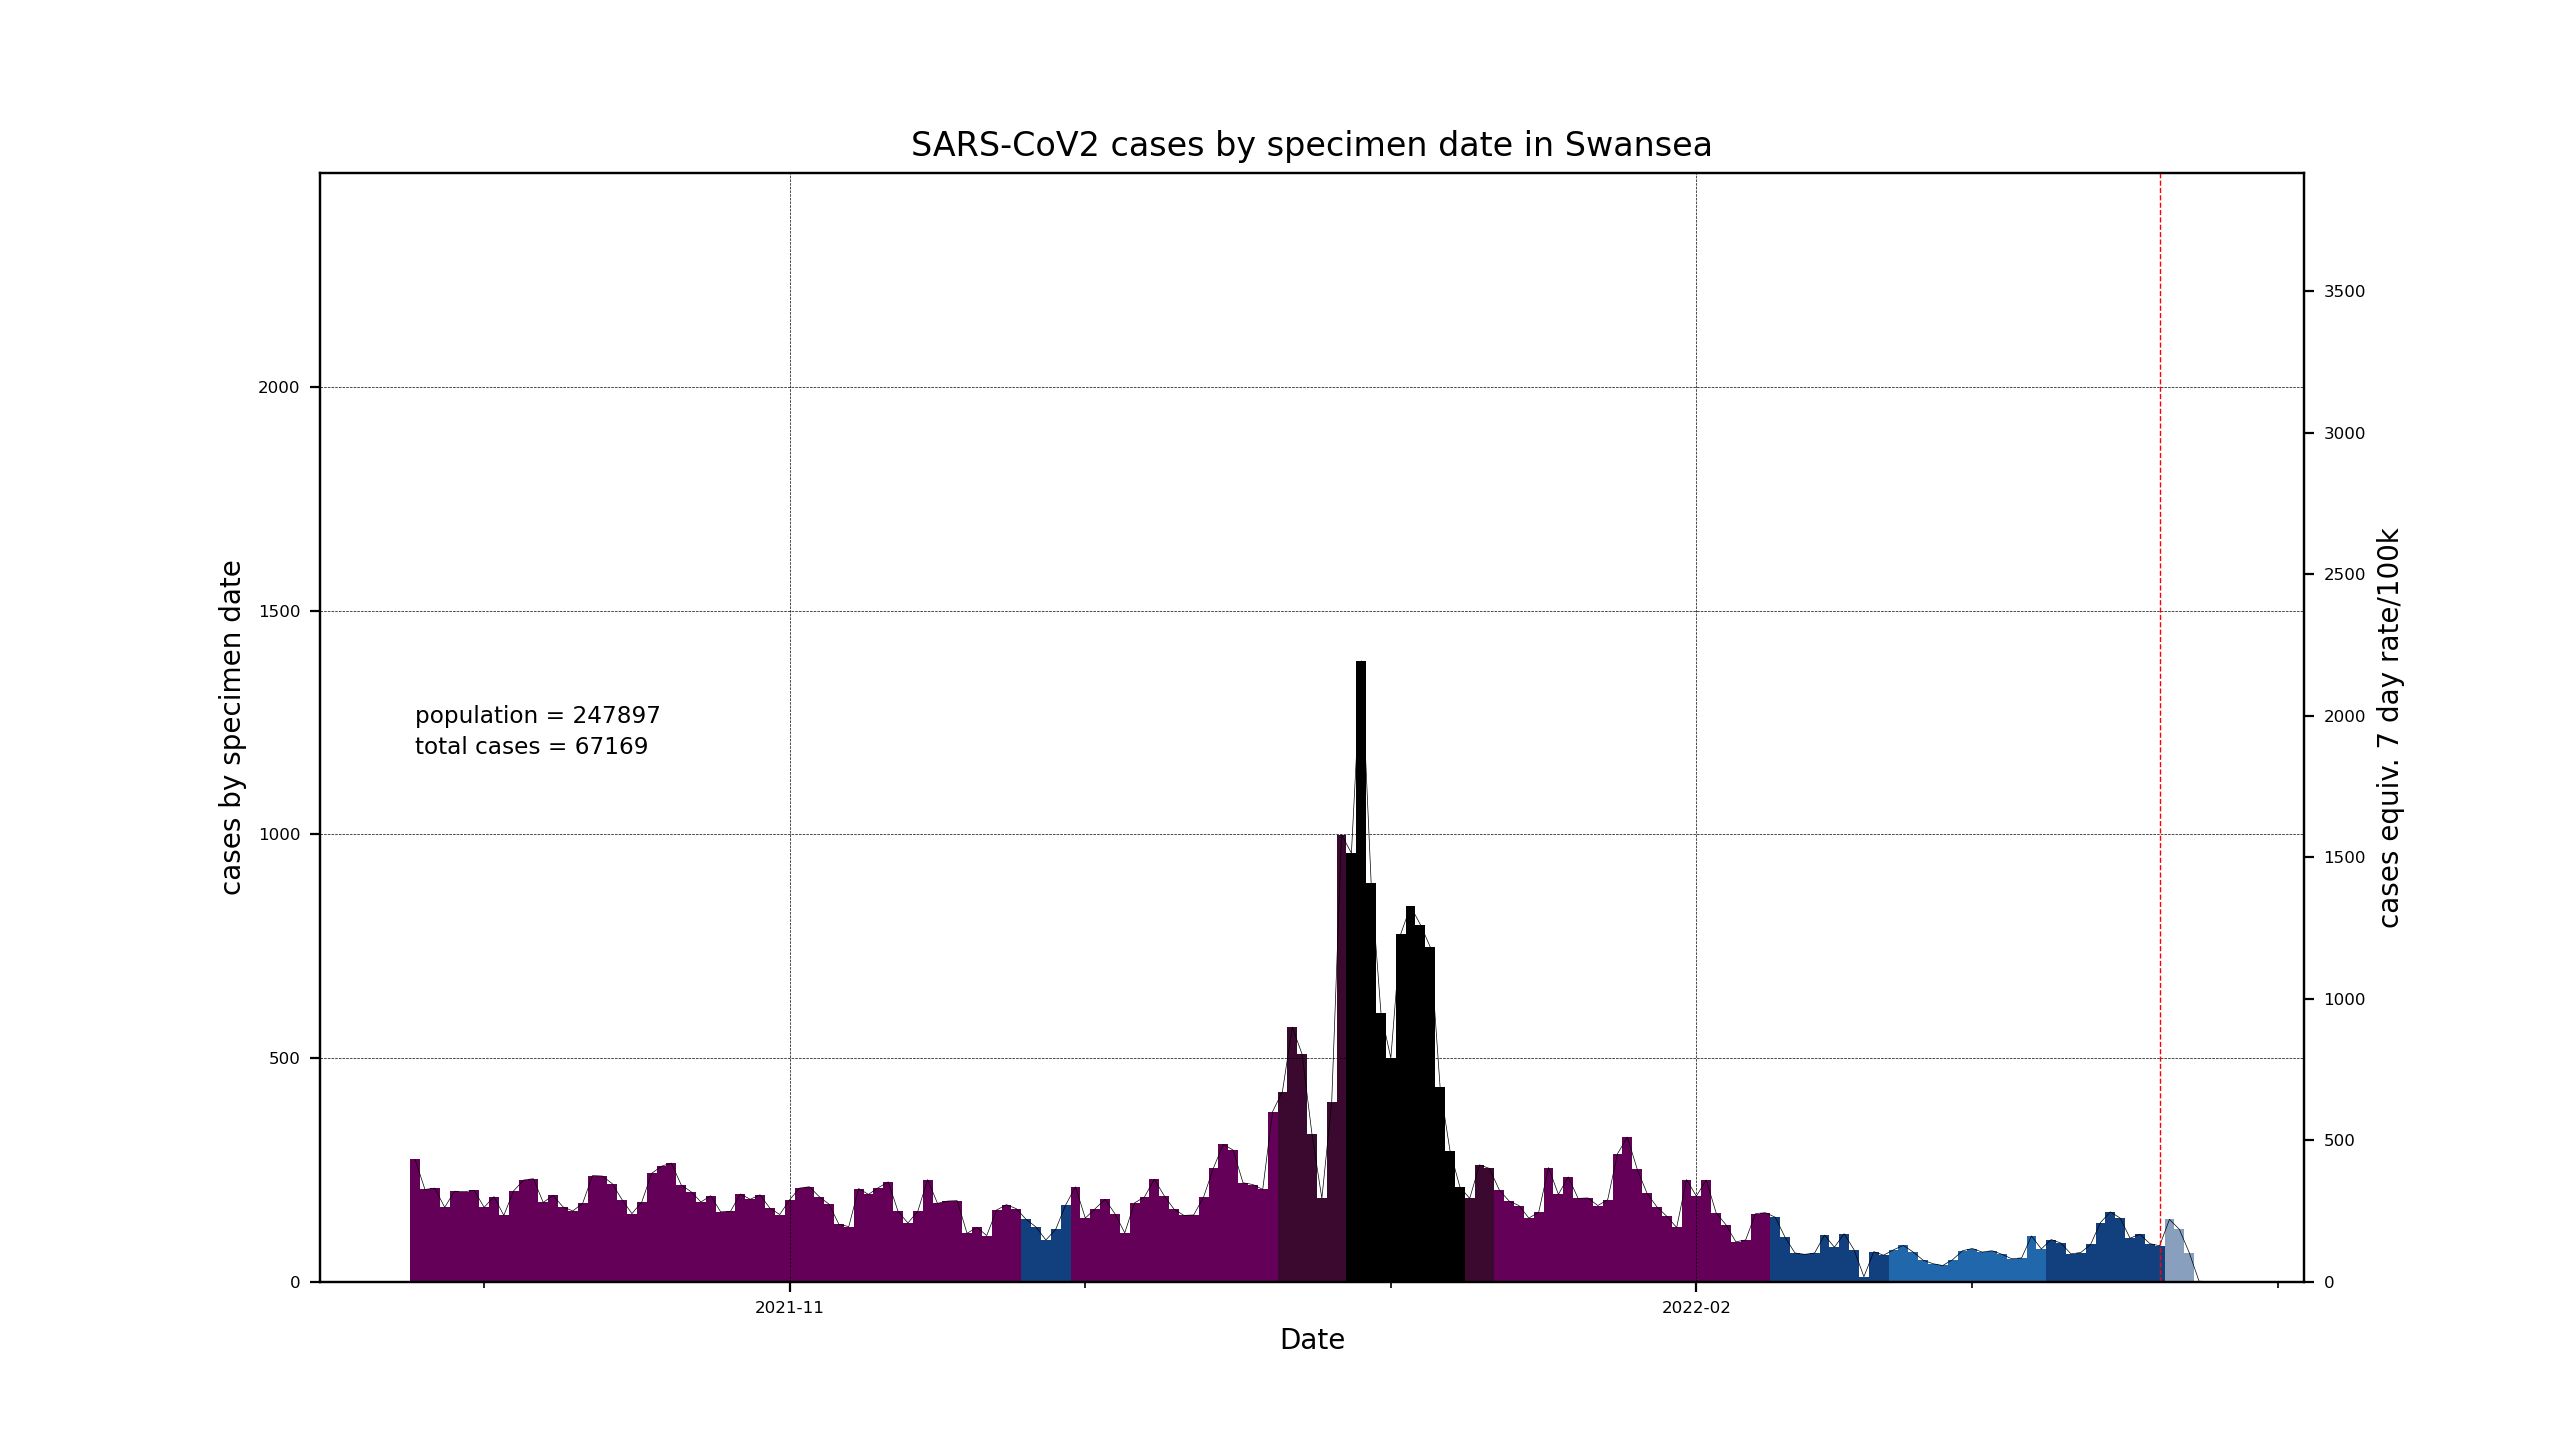 SARS-CoV2 cases by specimen date in Swansea
cases by specimen date
2000
1500
1000
500
0
population = 247897
total cases = 67169
3500
3000
2500
2000
1500
1000
500
0
cases equiv. 7 day rate/100k
2021-11
2022-02
Date